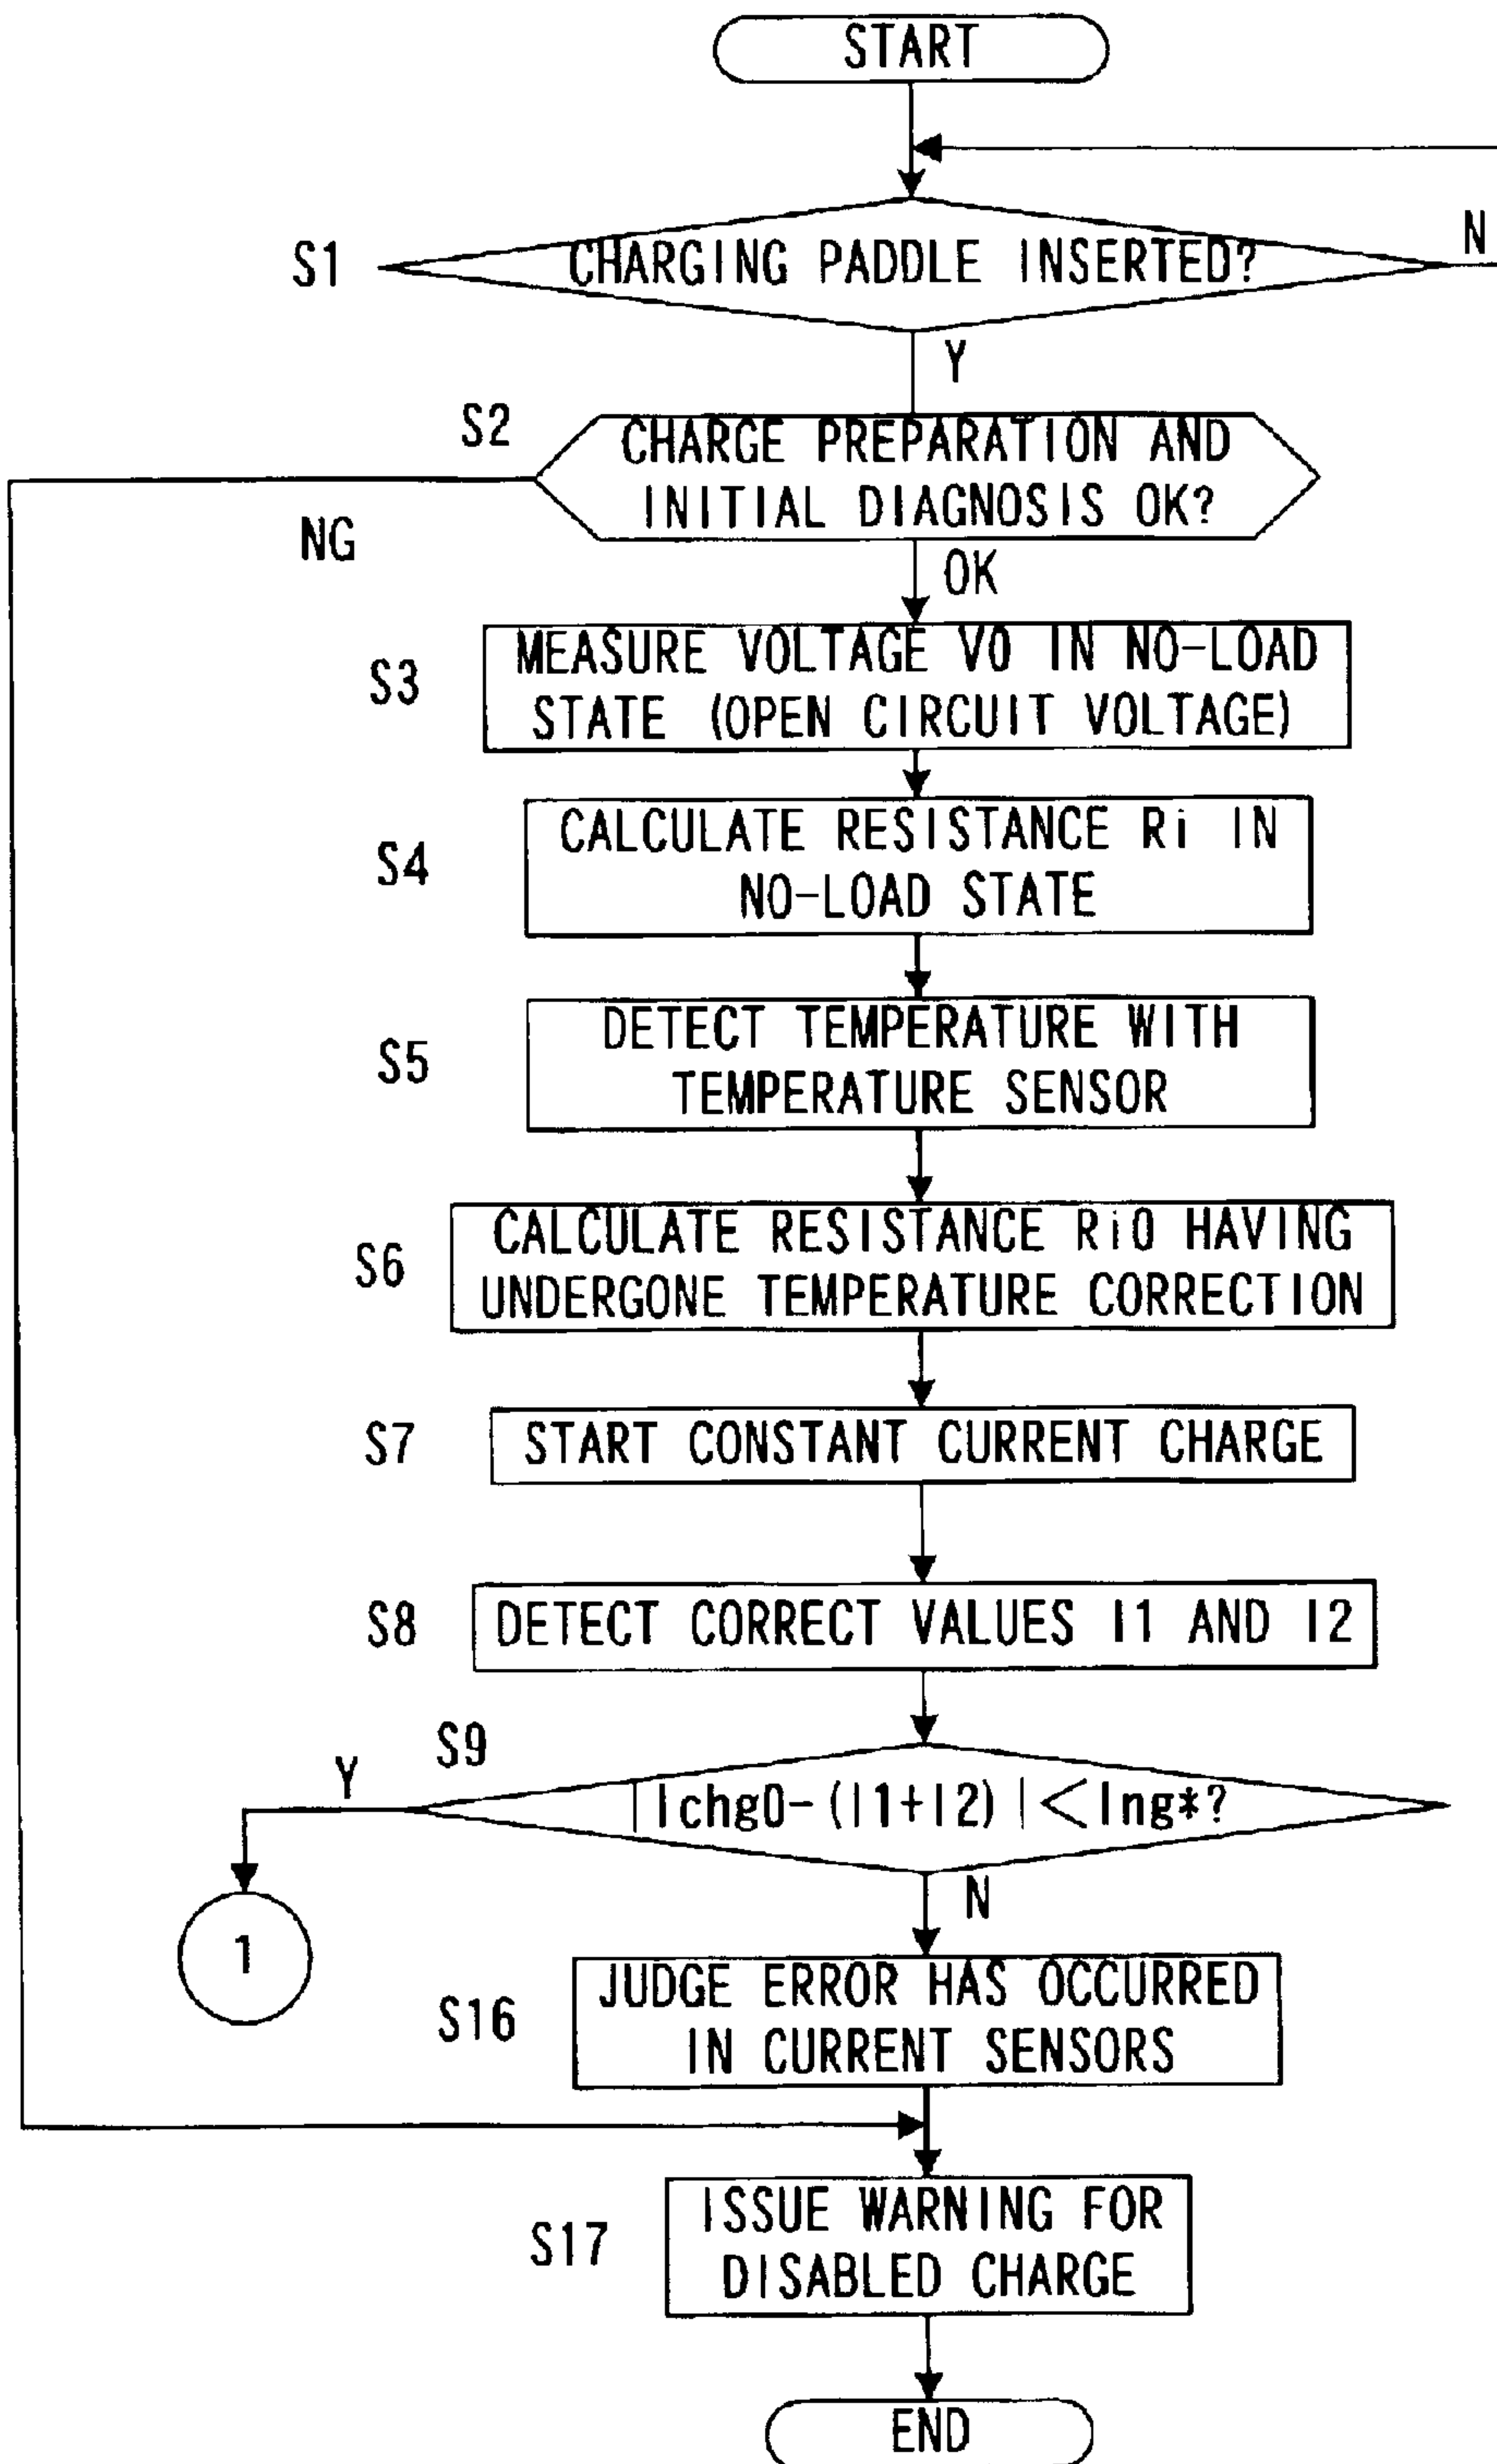 START
N
S1
CHARGING PADDLE INSERTED?
Y
S2
CHARGE PREPARATION AND
INITIAL DIAGNOSIS OK?
NG
OK
S3
MEASURE VOLTAGE V0 IN NO-LOAD
STATE (OPEN CIRCUIT VOLTAGE)
S4
CALCULATE RESISTANCE Ri IN
NO-LOAD STATE
S5
DETECT TEMPERATURE WITH
TEMPERATURE SENSOR
S6
CALCULATE RESISTANCE Ri0 HAVING
UNDERGONE TEMPERATURE CORRECTION
S7
START CONSTANT CURRENT CHARGE
S8
DETECT CORRECT VALUES I1 AND I2
S9
Y
|Ichg0-(I1+I2)|<Ing*?
N
1
S16
JUDGE ERROR HAS OCCURRED
IN CURRENT SENSORS
S17
ISSUE WARNING FOR
DISABLED CHARGE
END